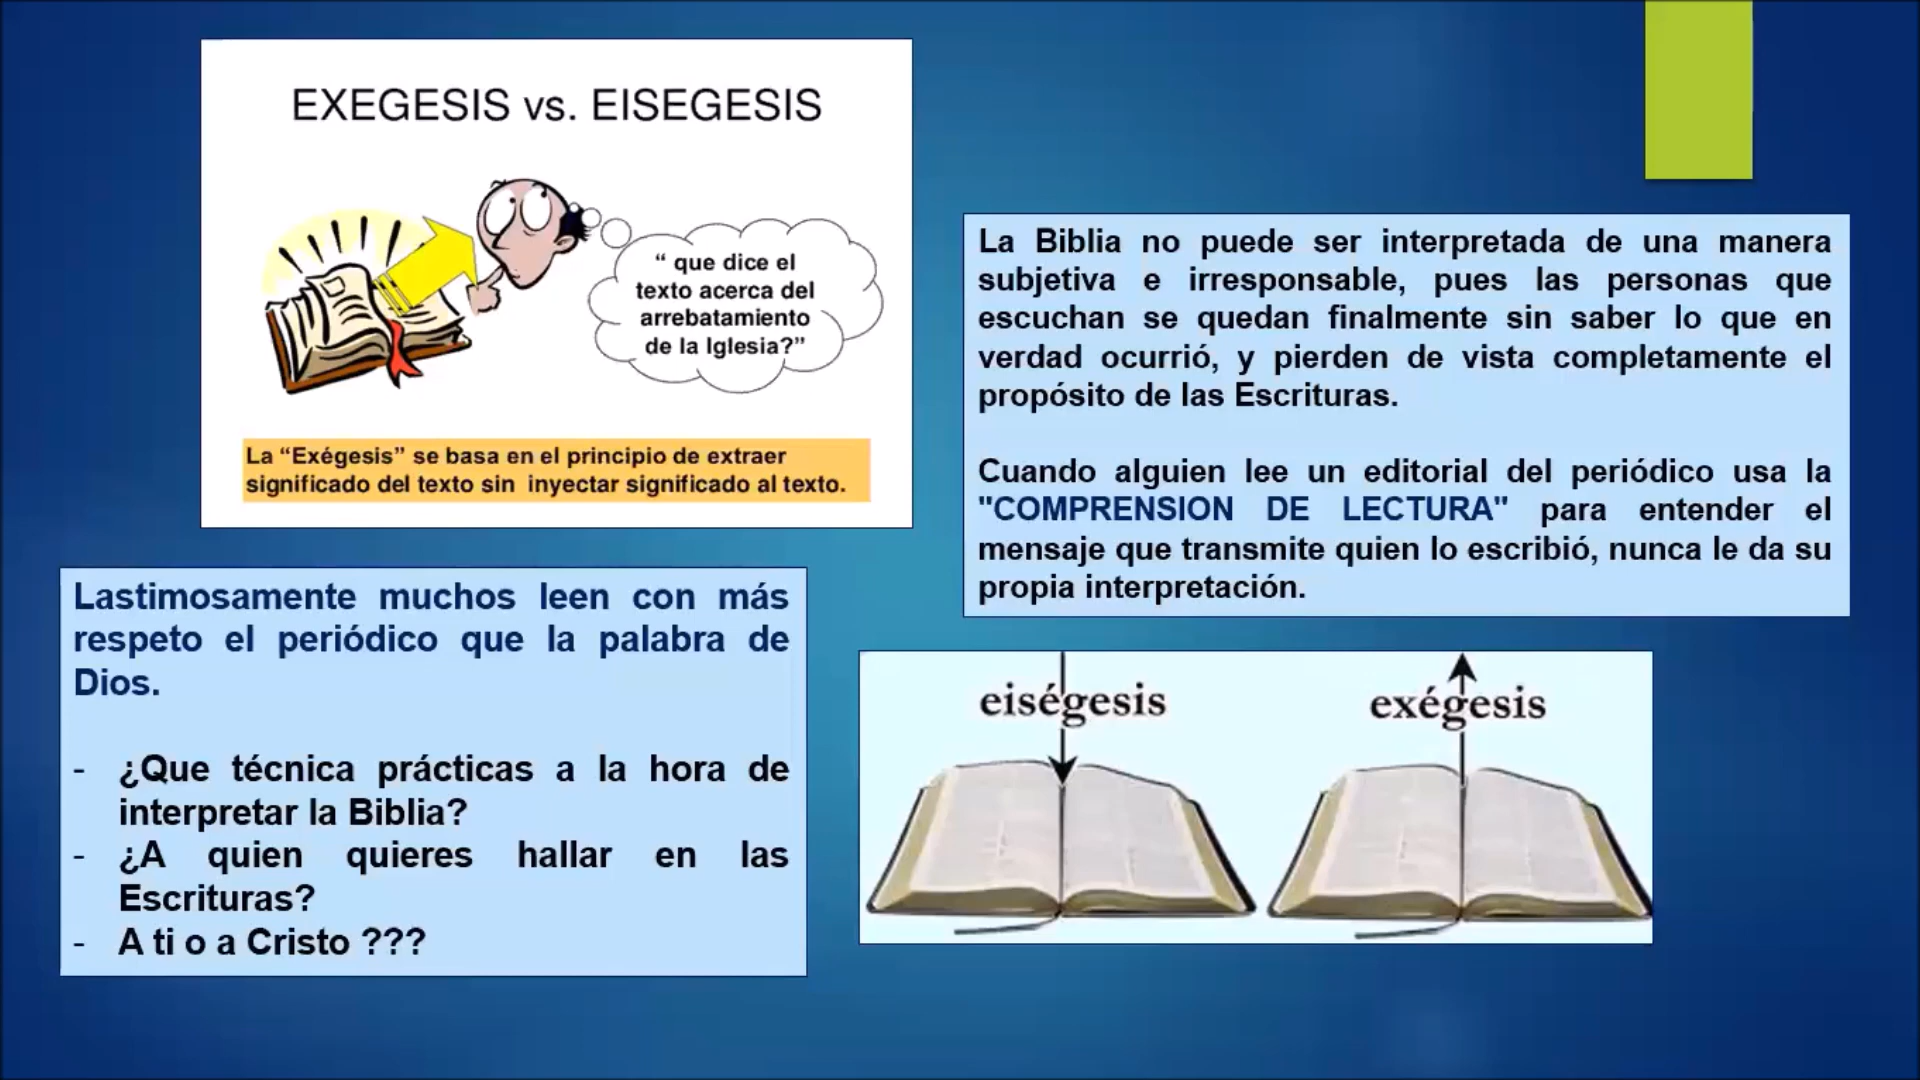 EXEGESIS vs. EISEGESIS
“ que dice el
texto acerca del
arrebatamiento
de la Iglesia?”
La “Exégesis” se basa en el principio de extraer
significado del texto sin inyectar significado al texto.
La Biblia no puede ser interpretada de una manera
subjetiva e irresponsable, pues las personas que
escuchan se quedan finalmente sin saber lo que en
verdad ocurrió, y pierden de vista completamente el
propósito de las Escrituras.
Cuando alguien lee un editorial del periódico usa la
"COMPRENSION DE LECTURA" para entender el
mensaje que transmite quien lo escribió, nunca le da su
propia interpretación.
Lastimosamente muchos leen con más
respeto el periódico que la palabra de
Dios.
- ¿Que técnica prácticas a la hora de
interpretar la Biblia?
- ¿A quien quieres hallar en las
Escrituras?
- A ti o a Cristo ???
eiségesis
exégesis